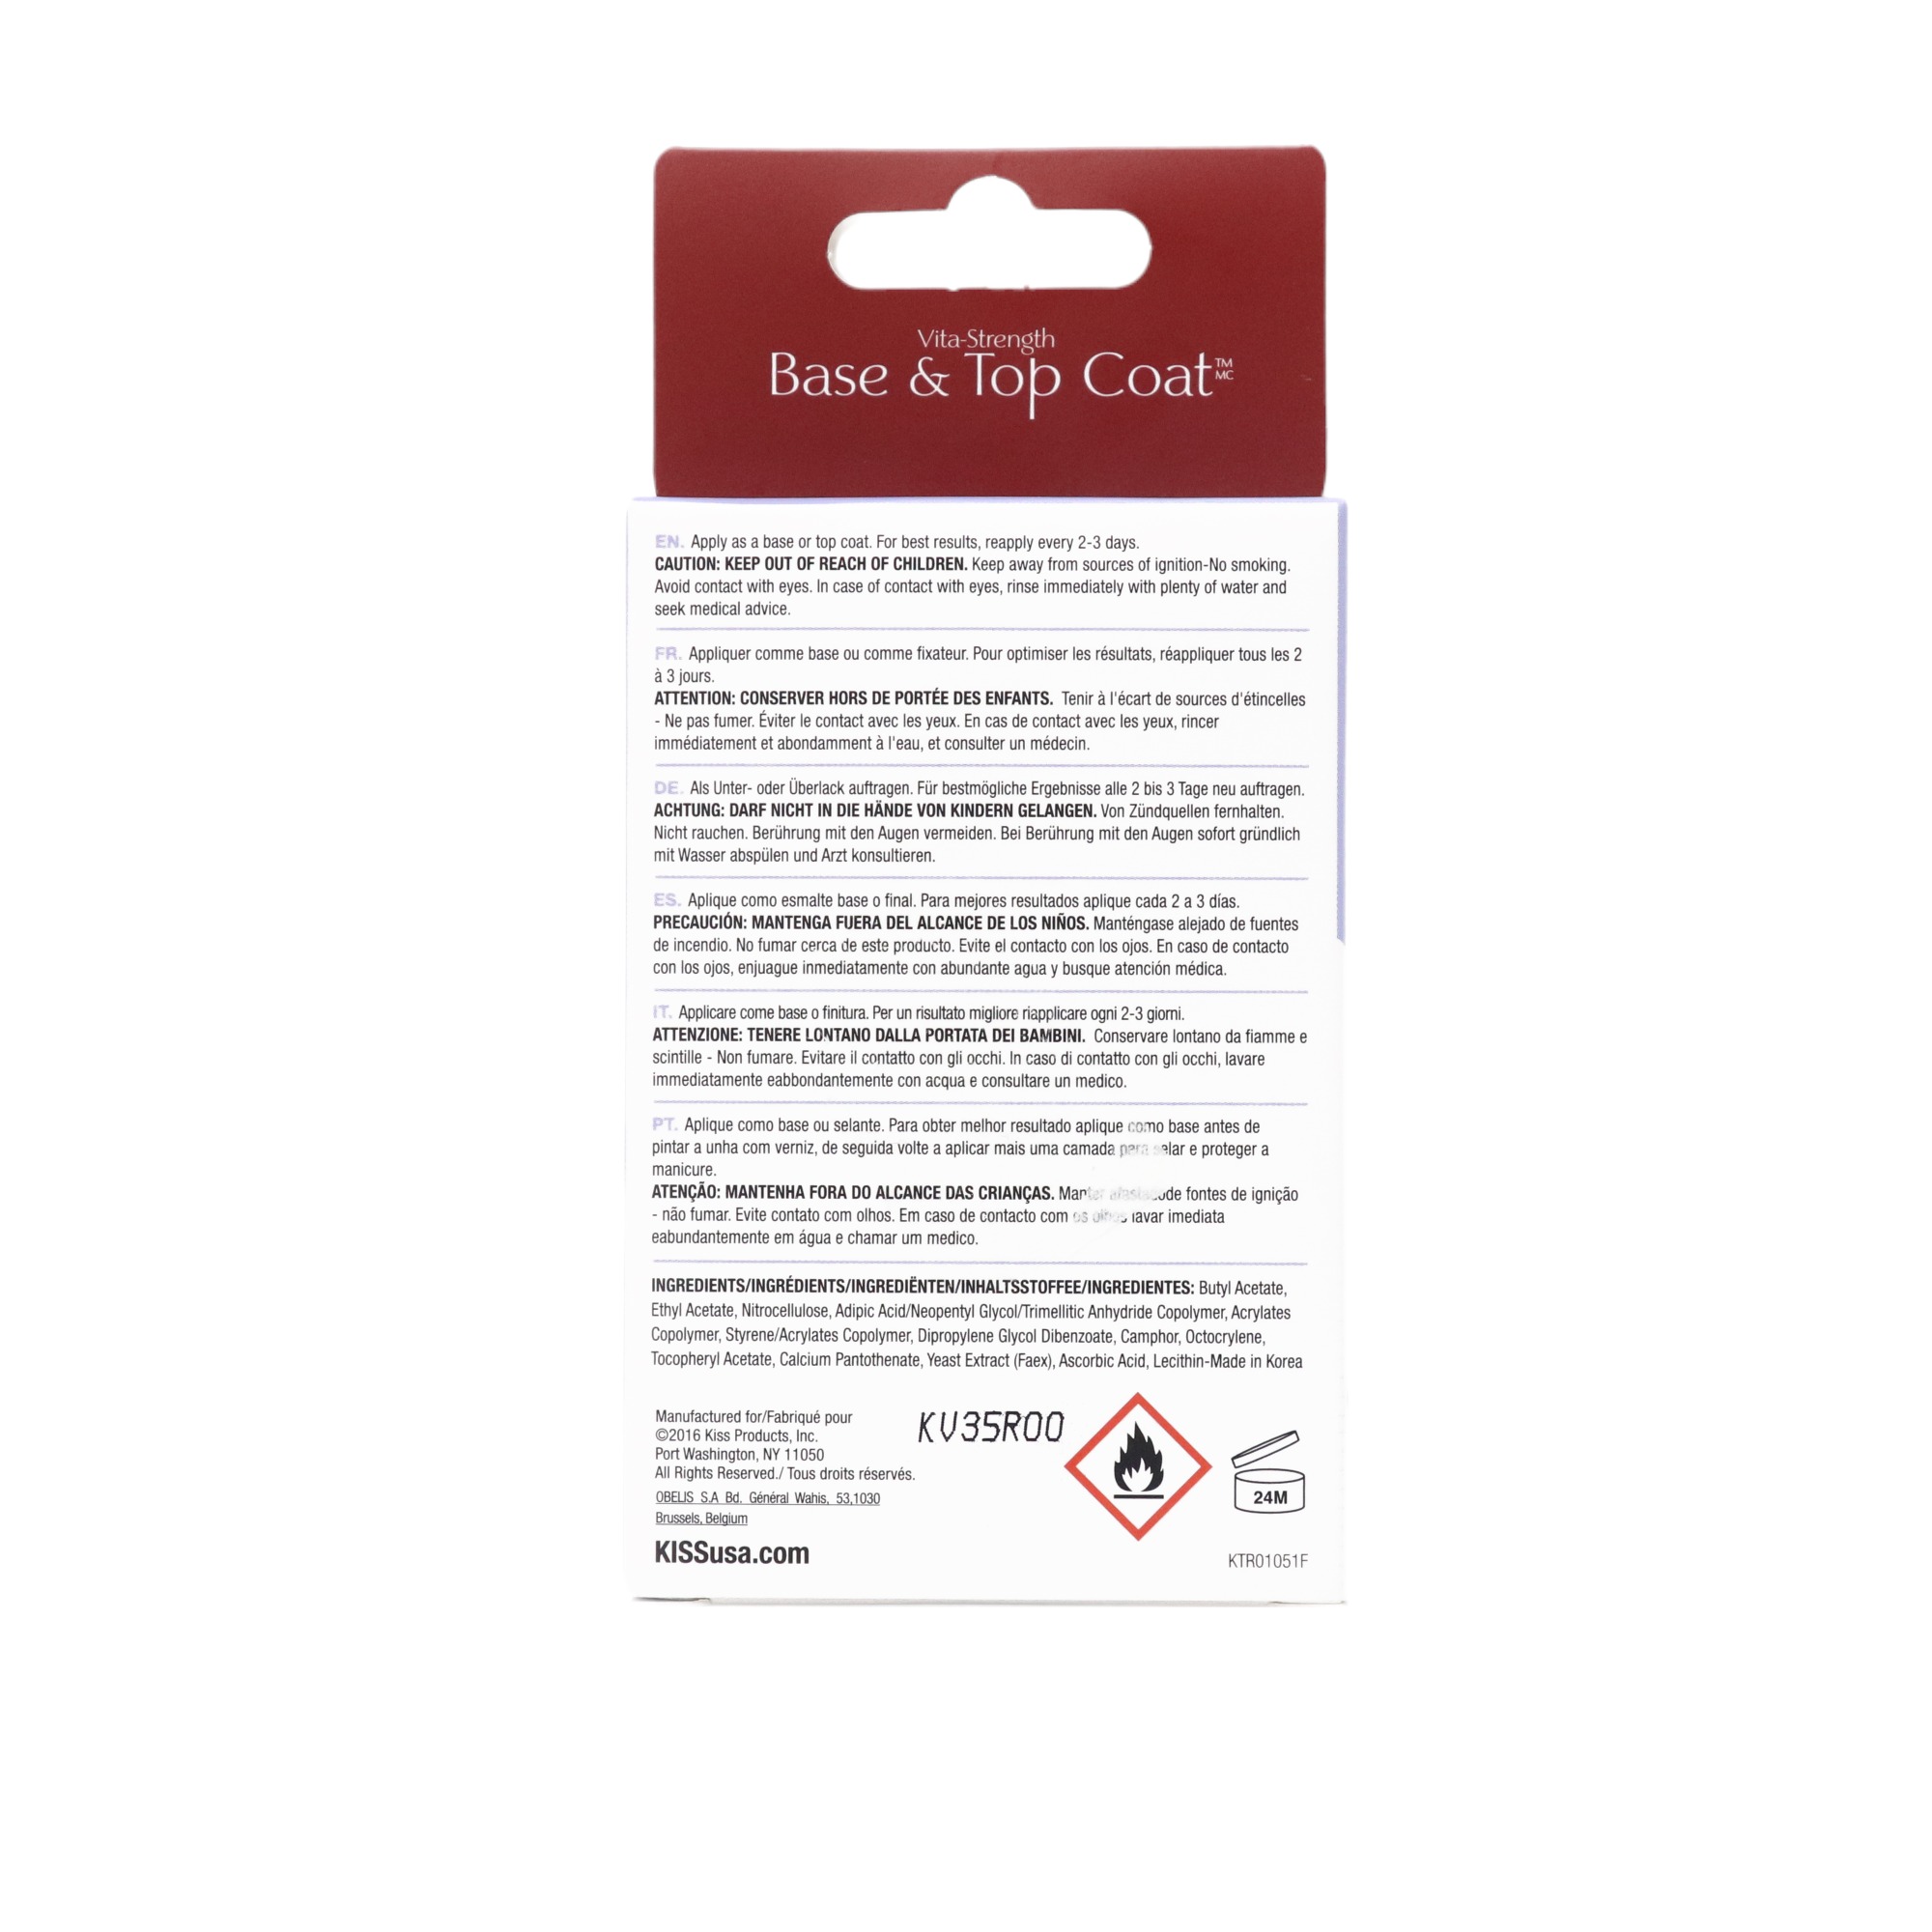 Vita-Strength
Base & Top Coat™ MC
EN. Apply as a base or top coat. For best results, reapply every 2-3 days.
CAUTION: KEEP OUT OF REACH OF CHILDREN. Keep away from sources of ignition-No smoking.
Avoid contact with eyes. In case of contact with eyes, rinse immediately with plenty of water and
seek medical advice.
FR. Appliquer comme base ou comme fixateur. Pour optimiser les résultats, réappliquer tous les 2
à 3 jours.
ATTENTION: CONSERVER HORS DE PORTÉE DES ENFANTS. Tenir à l'écart de sources d'étincelles
- Ne pas fumer. Éviter le contact avec les yeux. En cas de contact avec les yeux, rincer
immédiatement et abondamment à l'eau, et consulter un médecin.
DE. Als Unter- oder Überlack auftragen. Für bestmögliche Ergebnisse alle 2 bis 3 Tage neu auftragen.
ACHTUNG: DARF NICHT IN DIE HÄNDE VON KINDERN GELANGEN. Von Zündquellen fernhalten.
Nicht rauchen. Berührung mit den Augen vermeiden. Bei Berührung mit den Augen sofort gründlich
mit Wasser abspülen und Arzt konsultieren.
ES. Aplique como esmalte base o final. Para mejores resultados aplique cada 2 a 3 días.
PRECAUCIÓN: MANTENGA FUERA DEL ALCANCE DE LOS NIÑOS. Manténgase alejado de fuentes
de incendio. No fumar cerca de este producto. Evite el contacto con los ojos. En caso de contacto
con los ojos, enjuague inmediatamente con abundante agua y busque atención médica.
IT. Applicare come base o finitura. Per un risultato migliore riapplicare ogni 2-3 giorni.
ATTENZIONE: TENERE LONTANO DALLA PORTATA DEI BAMBINI. Conservare lontano da fiamme e
scintille - Non fumare. Evitare il contatto con gli occhi. In caso di contatto con gli occhi, lavare
immediatamente eabbondantemente con acqua e consultare un medico.
PT. Aplique como base ou selante. Para obter melhor resultado aplique como base antes de
pintar a unha com verniz, de seguida volte a aplicar mais uma camada para selar e proteger a
manicure.
ATENÇÃO: MANTENHA FORA DO ALCANCE DAS CRIANÇAS. de fontes de ignição
- não fumar. Evite contato com olhos. Em caso de contacto com os olhos lavar imediata
eabundantemente em água e chamar um medico.
INGREDIENTS/INGRÉDIENTS/INGREDIËNTEN/INHALTSSTOFFEE/INGREDIENTES: Butyl Acetate,
Ethyl Acetate, Nitrocellulose, Adipic Acid/Neopentyl Glycol/Trimellitic Anhydride Copolymer, Acrylates
Copolymer, Styrene/Acrylates Copolymer, Dipropylene Glycol Dibenzoate, Camphor, Octocrylene,
Tocopheryl Acetate, Calcium Pantothenate, Yeast Extract (Faex), Ascorbic Acid, Lecithin-Made in Korea
Manufactured for/Fabriqué pour
©2016 Kiss Products, Inc.
Port Washington, NY 11050
All Rights Reserved./ Tous droits réservés.
OBELIS S.A Bd. Général Wahis, 53,1030
Brussels, Belgium
KISSusa.com
KV35R00
24M
KTR01051F